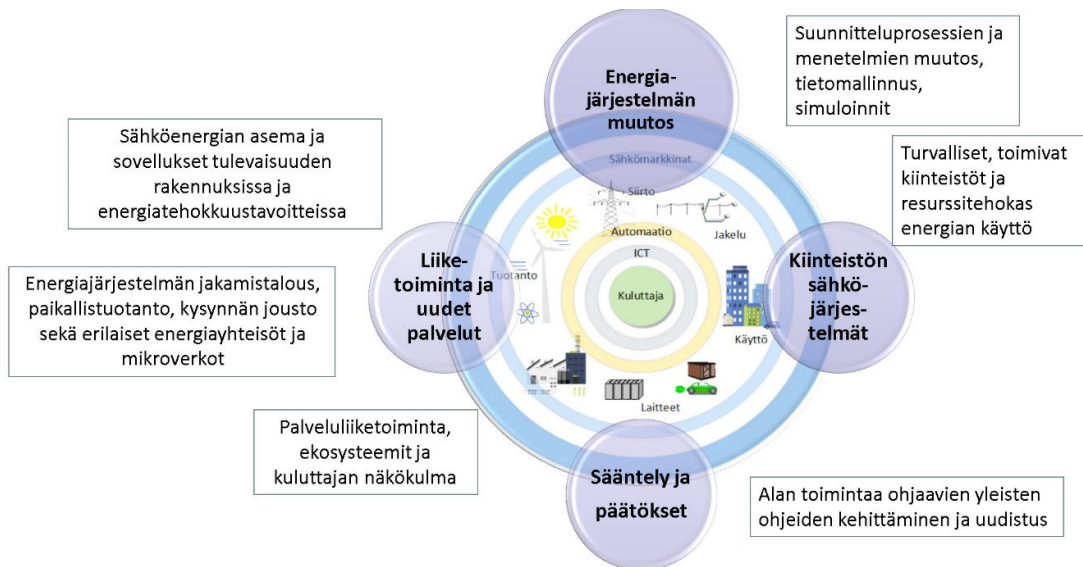 Energia-
järjestelmän
muutos
Suunnitteluprosessien ja
menetelmien muutos,
tietomallinnus,
simuloinnit
Sähköenergian asema ja
sovellukset tulevaisuuden
rakennuksissa ja
energiatehokkuustavoitteissa
Turvalliset, toimivat
kiinteistöt ja
resurssitehokas
energian käyttö
Sähkömarkkinat
Siirto
Automaatio
Jakelu
ICT
Kuluttaja
Tuotanto
Käyttö
Laitteet
Liike-
toiminta ja
uudet
palvelut
Kiinteistön
sähkö-
järjes-
telmät
Energiajärjestelmän jakamistalous,
paikallistuotanto, kysynnän jousto
sekä erilaiset energiayhteisöt ja
mikroverkot
Palveluliiketoiminta,
ekosysteemit ja
kuluttajan näkökulma
Sääntely ja
päätökset
Alan toimintaa ohjaavien yleisten
ohjeiden kehittäminen ja uudistus